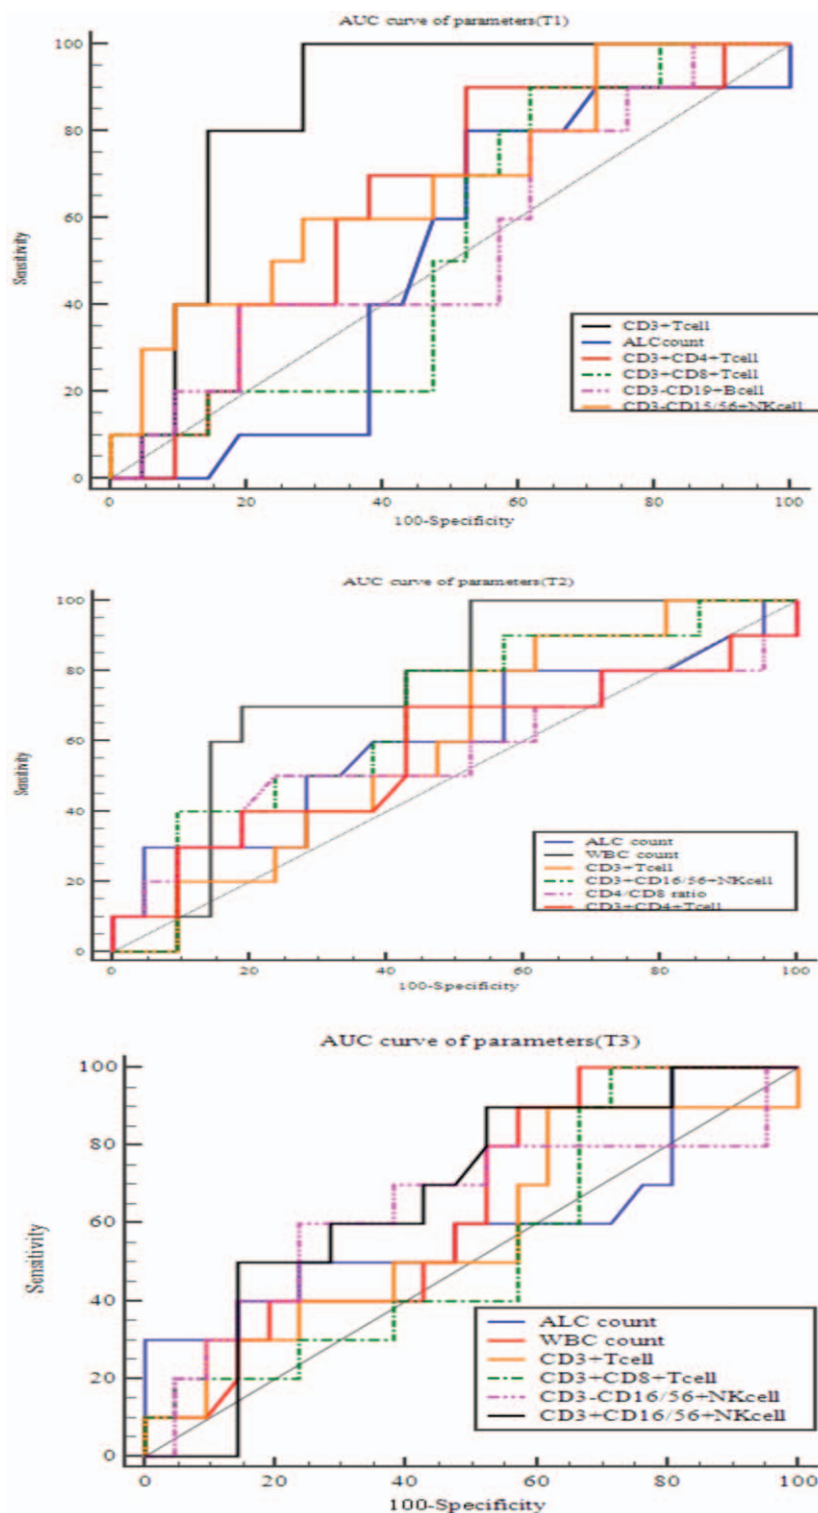 AUC curve of parameters(T1)
100
80
60
40
20
0
Sensitivity
CD3+Tcell
ALCcount
CD3+CD4+Tcell
CD3+CD8+Tcell
CD3-CD19+Bcell
CD3-CD15/56+NKcell
0 20 40 60 80 100
100-Specificity
AUC curve of parameters(T2)
100
80
60
40
20
0
Sensitivity
ALC count
WBC count
CD3+Tcell
CD3+CD16/56+NKcell
CD4/CD8 ratio
CD3+CD4+Tcell
0 20 40 60 80 100
100-Specificity
AUC curve of parameters(T3)
100
80
60
40
20
0
Sensitivity
ALC count
WBC count
CD3+Tcell
CD3+CD8+Tcell
CD3-CD16/56+NKcell
CD3+CD16/56+NKcell
0 20 40 60 80 100
100-Specificity